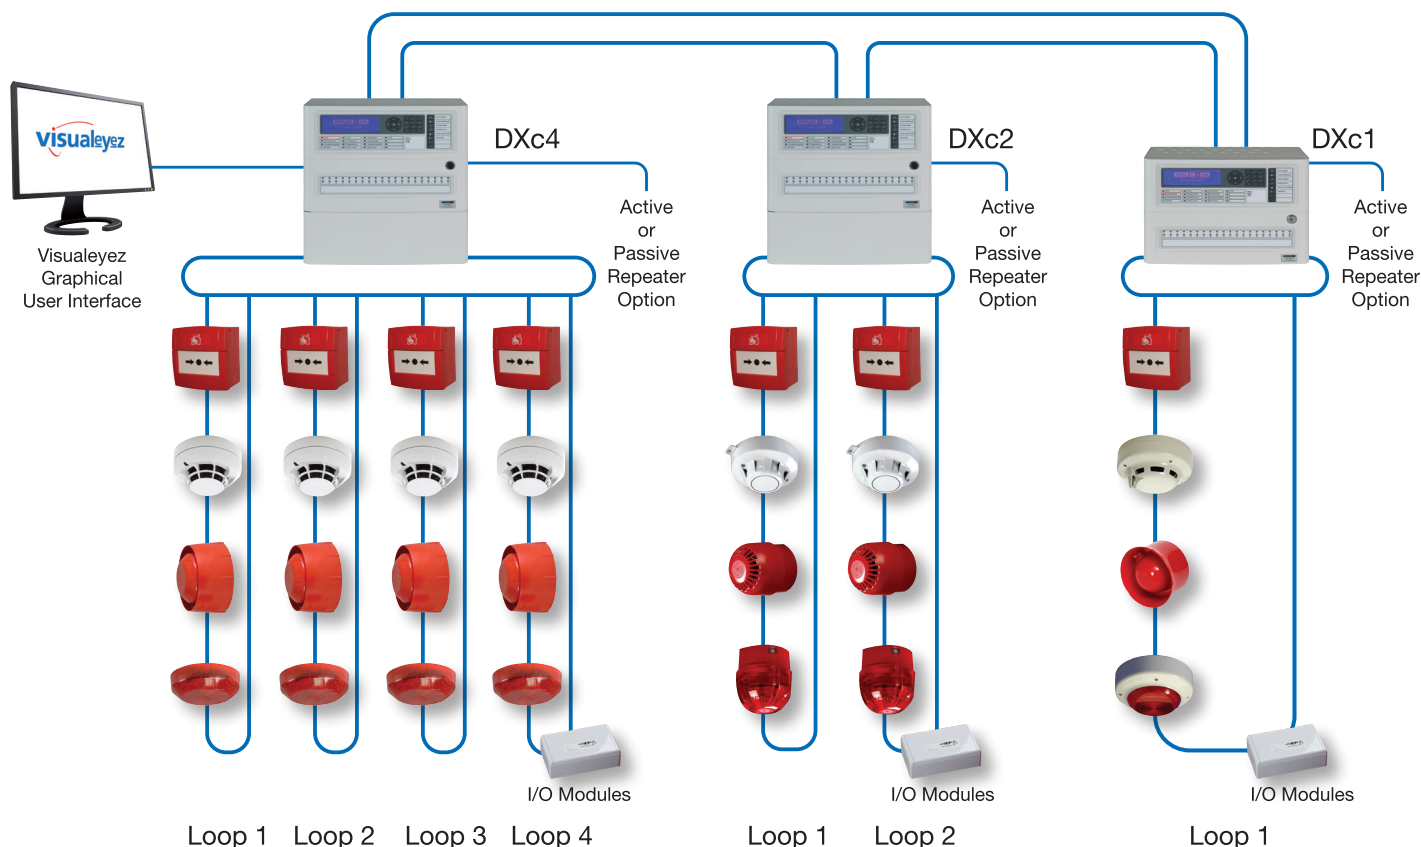 visualeyez
Visualeyez
Graphical
User Interface
DXc4
Active
or
Passive
Repeater
Option
DXc2
Active
or
Passive
Repeater
Option
DXc1
Active
or
Passive
Repeater
Option
I/O Modules
I/O Modules
I/O Modules
Loop 1
Loop 2
Loop 3
Loop 4
Loop 1
Loop 2
Loop 1